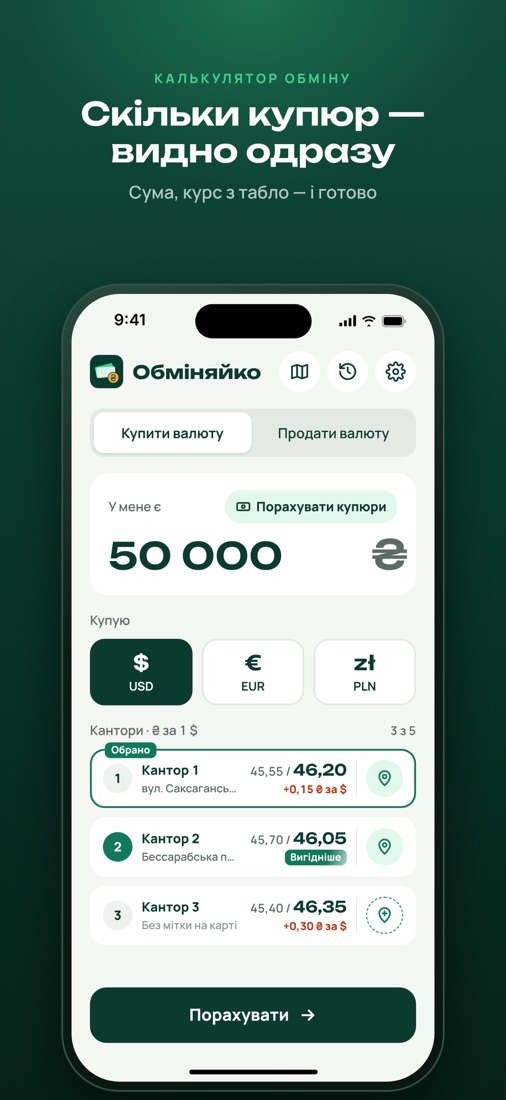 КАЛЬКУЛЯТОР ОБМІНУ
Скільки купюр —
видно одразу
Сума, курс з табло — і готово
9:41
Обміняйко
Купити валюту
Продати валюту
У мене є
Порахувати купюри
50 000 ₴
Купую
$
USD
€
EUR
zł
PLN
Кантори · ₴ за 1 $
3 з 5
Обрано
1
Кантор 1
45,55 / 46,20
вул. Саксагансь...
+0,15 ₴ за $
2
Кантор 2
45,70 / 46,05
Бессарабська п...
Вигідніше
3
Кантор 3
45,40 / 46,35
Без мітки на карті
+0,30 ₴ за $
Порахувати →